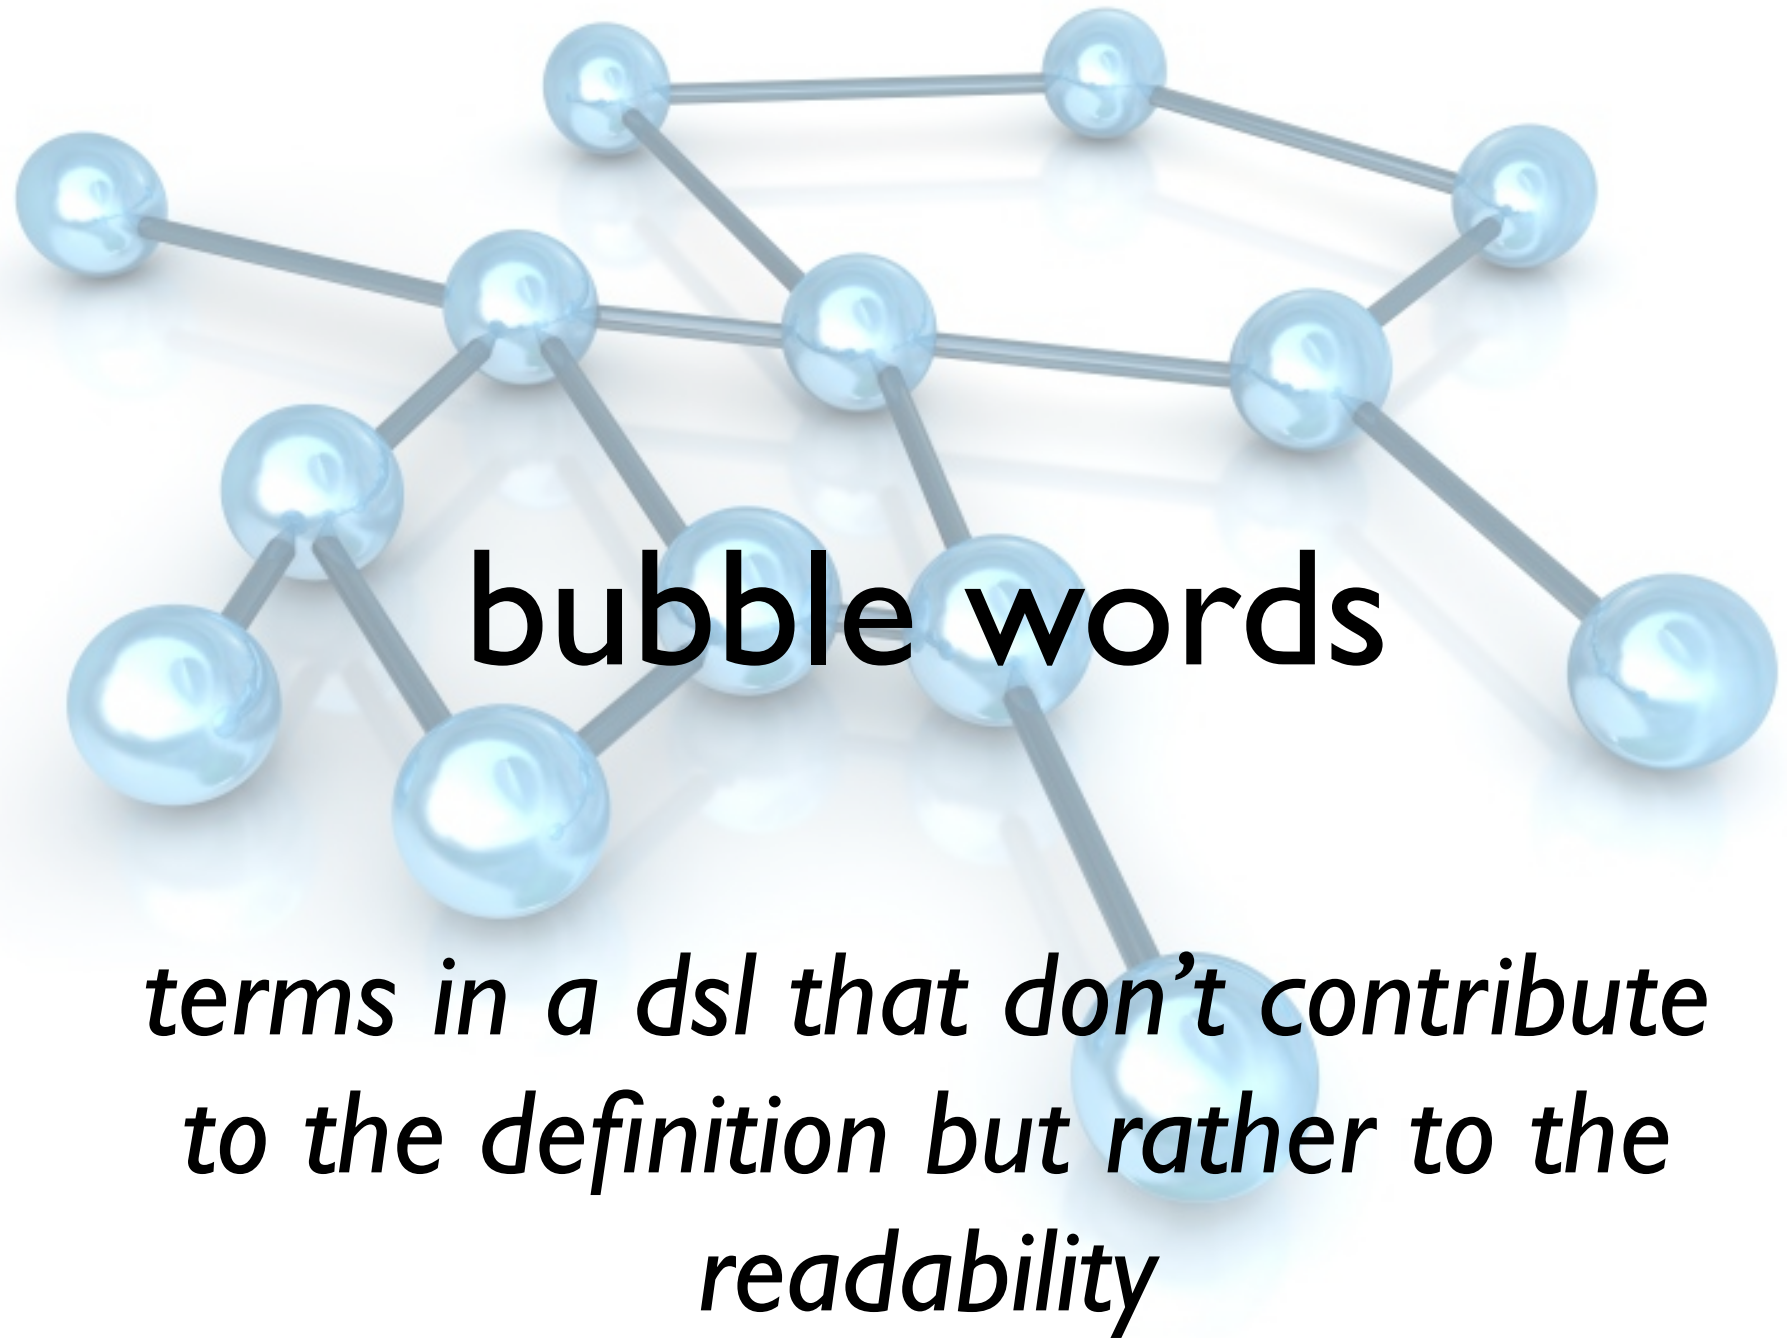 bubble words
terms in a dsl that don’t contribute
to the definition but rather to the
readability